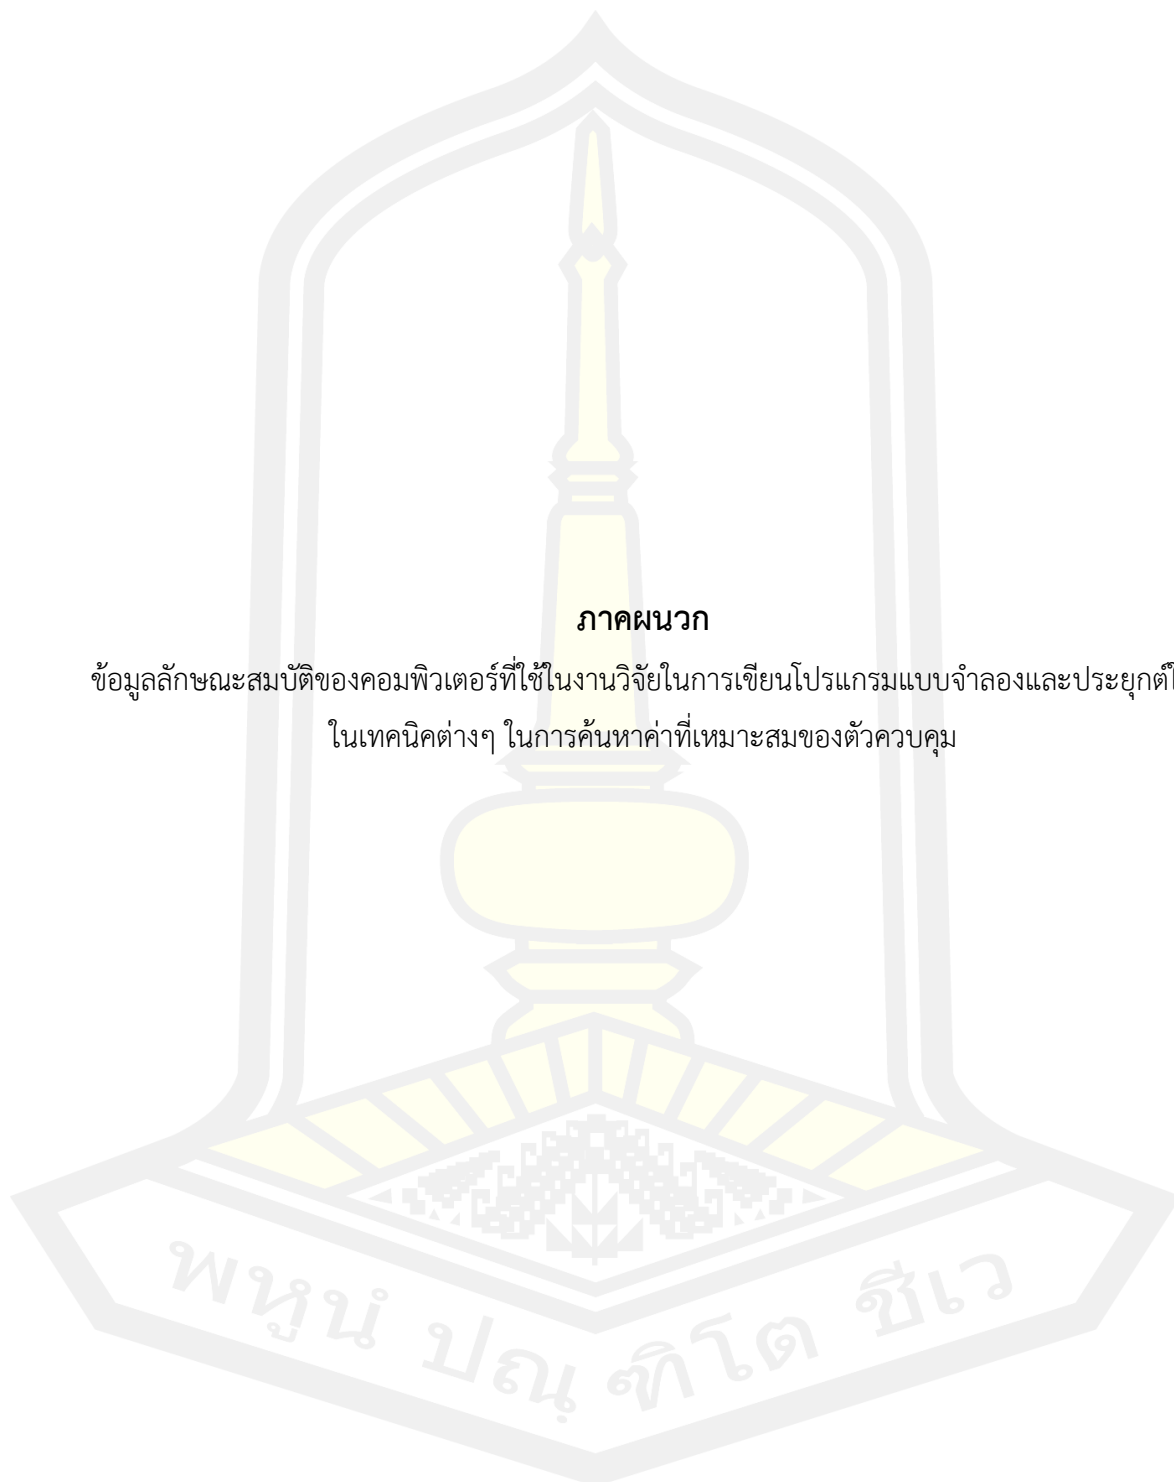 ภาคผนวก
ข้อมูลลักษณะสมบัติของคอมพิวเตอร์ที่ใช้ในงานวิจัยในการเขียนโปรแกรมแบบจำลองและประยุกต์
ในเทคนิคต่างๆ ในการค้นหาค่าที่เหมาะสมของตัวควบคุม
พหูนํ ปณฺฑิโต ชีเว